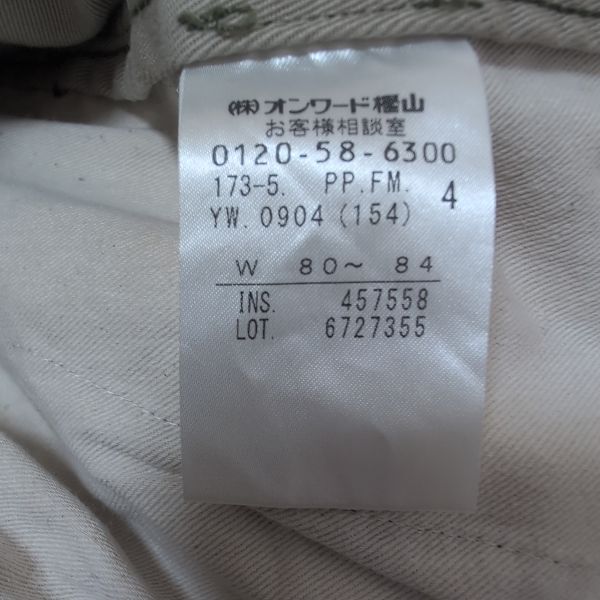 (株)オンワード樫山
お客様相談室
0120-58-6300
173-5. PP.FM. 4
YW. 0904 (154)
W 80～ 84
INS. 457558
LOT. 6727355